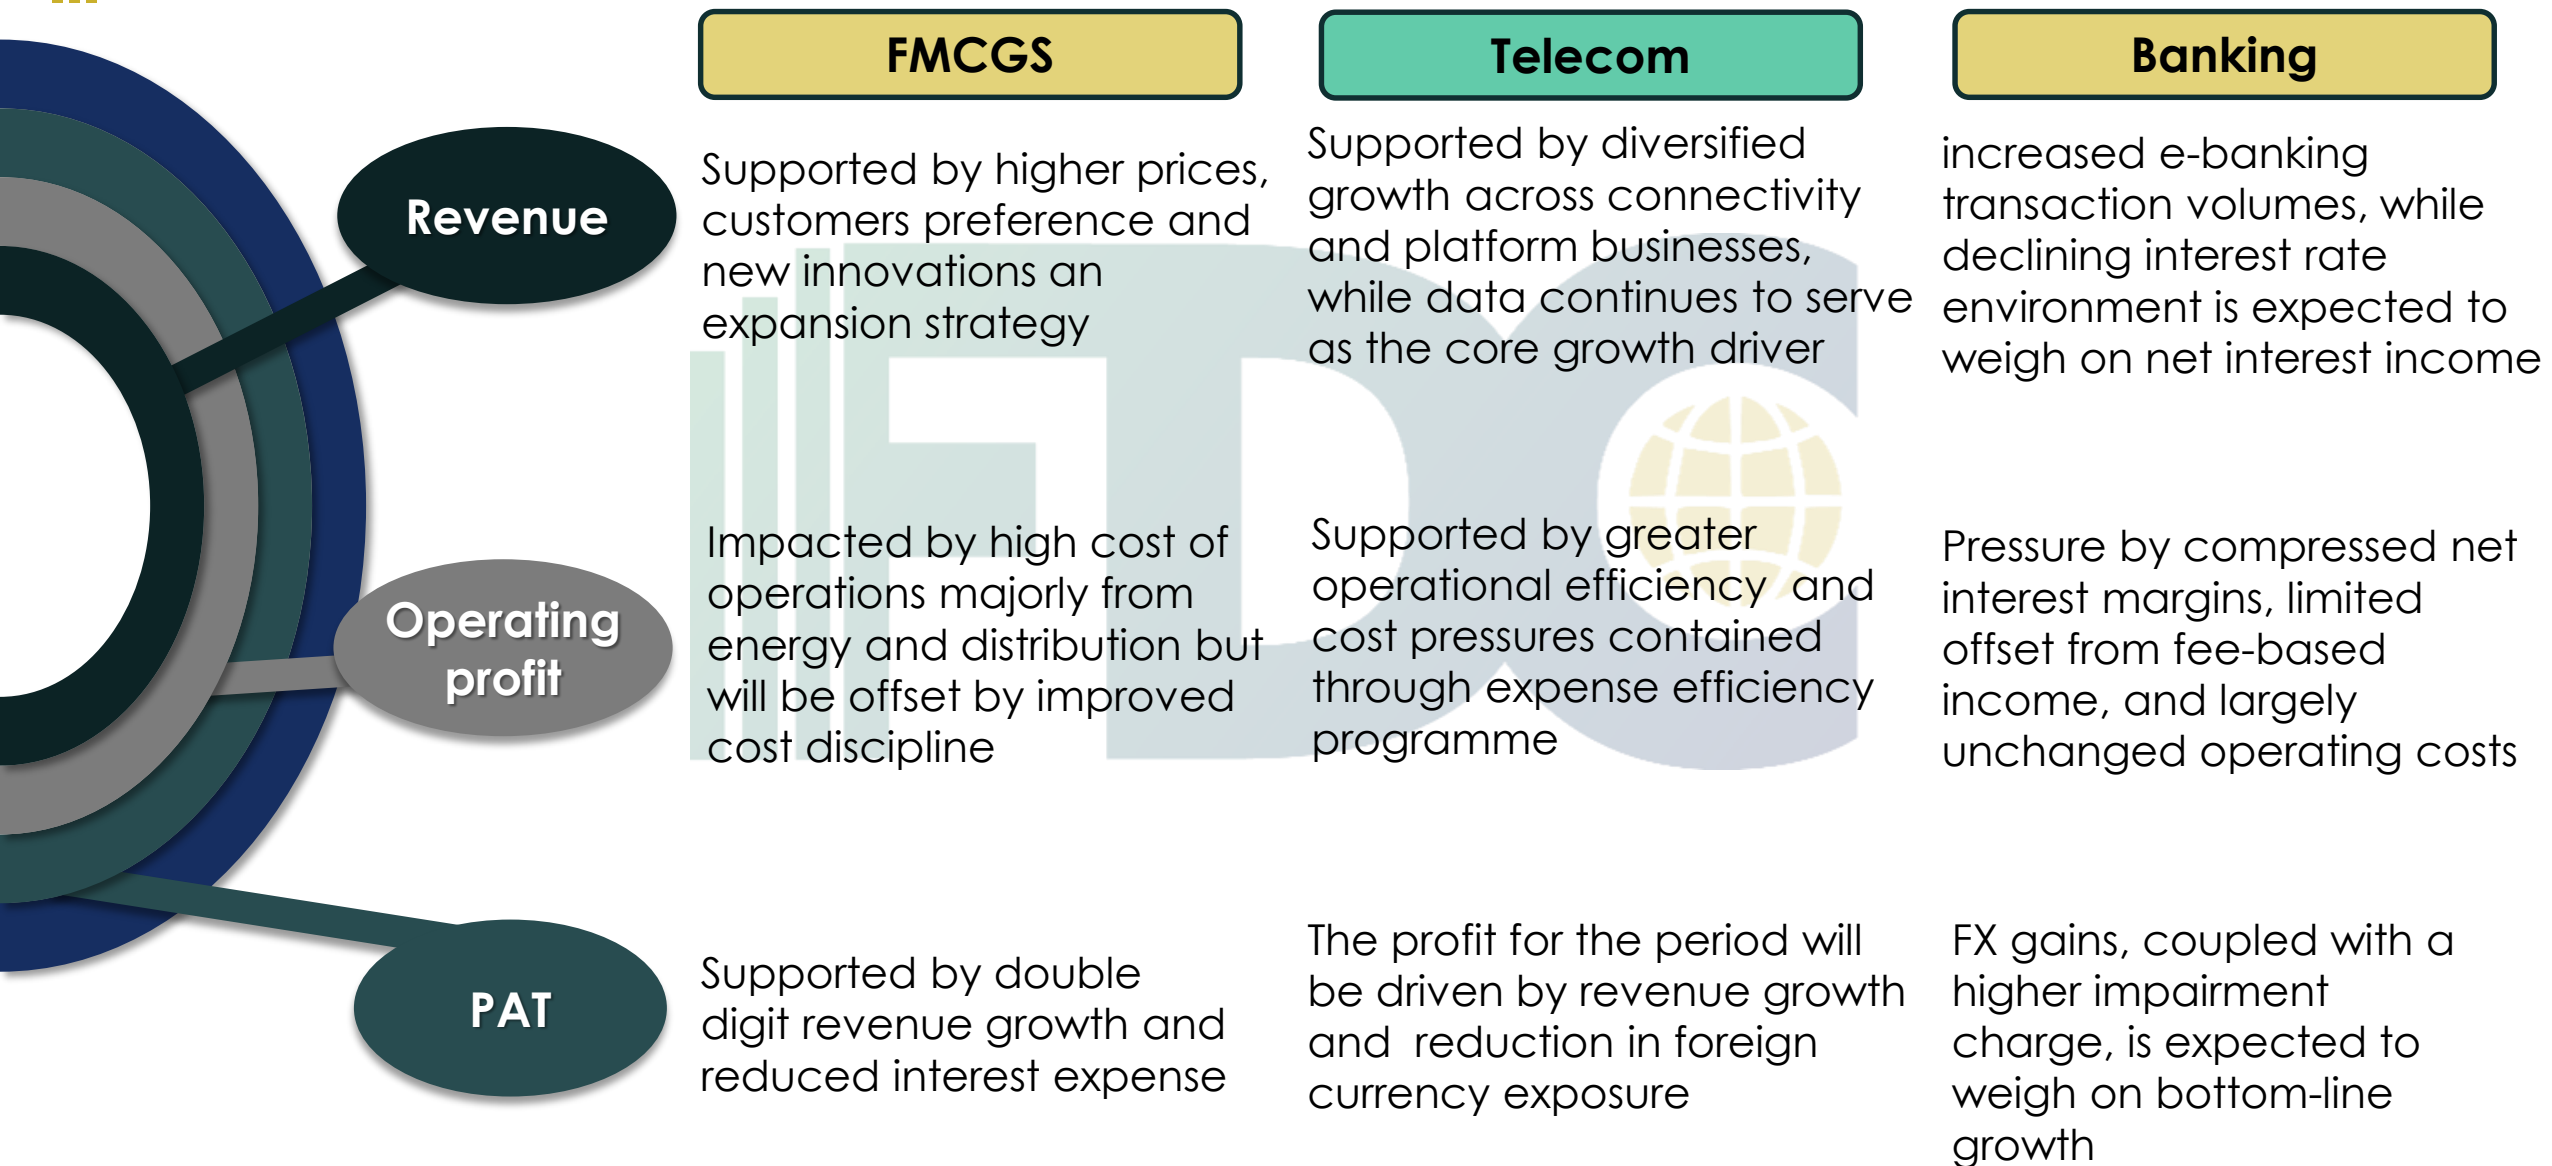 FMCGS
Telecom
Banking
Revenue
Supported by higher prices,
customers preference and
new innovations an
expansion strategy
Supported by diversified
growth across connectivity
and platform businesses,
while data continues to serve
as the core growth driver
increased e-banking
transaction volumes, while
declining interest rate
environment is expected to
weigh on net interest income
Operating
profit
Impacted by high cost of
operations majorly from
energy and distribution but
will be offset by improved
cost discipline
Supported by greater
operational efficiency  and
cost pressures contained
through expense efficiency
programme
Pressure by compressed net
interest margins, limited
offset from fee-based
income, and largely
unchanged operating costs
PAT
Supported by double
digit revenue growth and
reduced interest expense
The profit for the period will
be driven by revenue growth
and  reduction in foreign
currency exposure
FX gains, coupled with a
higher impairment
charge, is expected to
weigh on bottom-line
growth
FDC